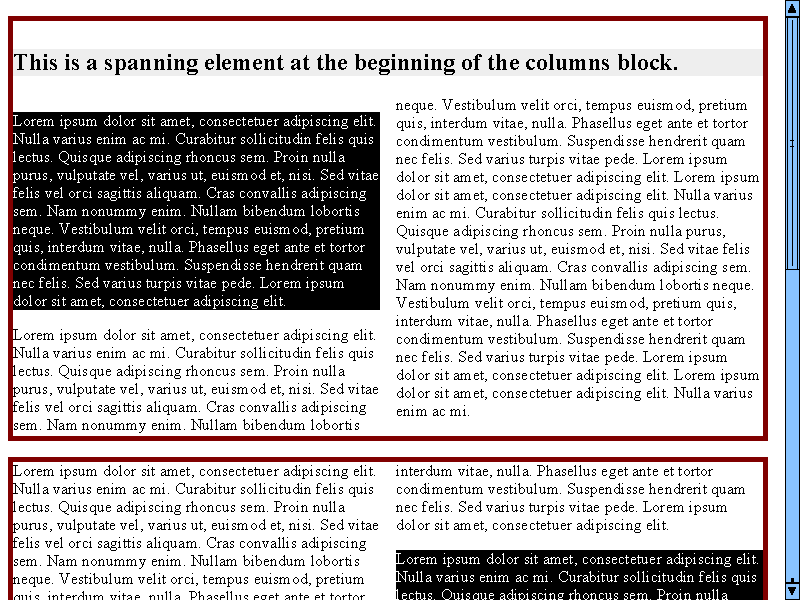 This is a spanning element at the beginning of the columns block.
Lorem ipsum dolor sit amet, consectetuer adipiscing elit.
Nulla varius enim ac mi. Curabitur sollicitudin felis quis
lectus. Quisque adipiscing rhoncus sem. Proin nulla
purus, vulputate vel, varius ut, euismod et, nisi. Sed vitae
felis vel orci sagittis aliquam. Cras convallis adipiscing
sem. Nam nonummy enim. Nullam bibendum lobortis
neque. Vestibulum velit orci, tempus euismod, pretium
quis, interdum vitae, nulla. Phasellus eget ante et tortor
condimentum vestibulum. Suspendisse hendrerit quam
nec felis. Sed varius turpis vitae pede. Lorem ipsum
dolor sit amet, consectetuer adipiscing elit.
Lorem ipsum dolor sit amet, consectetuer adipiscing elit.
Nulla varius enim ac mi. Curabitur sollicitudin felis quis
lectus. Quisque adipiscing rhoncus sem. Proin nulla
purus, vulputate vel, varius ut, euismod et, nisi. Sed vitae
felis vel orci sagittis aliquam. Cras convallis adipiscing
sem. Nam nonummy enim. Nullam bibendum lobortis
neque. Vestibulum velit orci, tempus euismod, pretium
quis, interdum vitae, nulla. Phasellus eget ante et tortor
condimentum vestibulum. Suspendisse hendrerit quam
nec felis. Sed varius turpis vitae pede. Lorem ipsum
dolor sit amet, consectetuer adipiscing elit. Lorem ipsum
dolor sit amet, consectetuer adipiscing elit. Nulla varius
enim ac mi. Curabitur sollicitudin felis quis lectus.
Quisque adipiscing rhoncus sem. Proin nulla purus,
vulputate vel, varius ut, euismod et, nisi. Sed vitae felis
vel orci sagittis aliquam. Cras convallis adipiscing sem.
Nam nonummy enim. Nullam bibendum lobortis neque.
Vestibulum velit orci, tempus euismod, pretium quis,
interdum vitae, nulla. Phasellus eget ante et tortor
condimentum vestibulum. Suspendisse hendrerit quam
nec felis. Sed varius turpis vitae pede. Lorem ipsum
dolor sit amet, consectetuer adipiscing elit. Lorem ipsum
dolor sit amet, consectetuer adipiscing elit. Nulla varius
enim ac mi.
Lorem ipsum dolor sit amet, consectetuer adipiscing elit.
Nulla varius enim ac mi. Curabitur sollicitudin felis quis
lectus. Quisque adipiscing rhoncus sem. Proin nulla
purus, vulputate vel, varius ut, euismod et, nisi. Sed vitae
felis vel orci sagittis aliquam. Cras convallis adipiscing
sem. Nam nonummy enim. Nullam bibendum lobortis
neque. Vestibulum velit orci, tempus euismod, pretium
quis, interdum vitae, nulla. Phasellus eget ante et tortor
interdum vitae, nulla. Phasellus eget ante et tortor
condimentum vestibulum. Suspendisse hendrerit quam
nec felis. Sed varius turpis vitae pede. Lorem ipsum
dolor sit amet, consectetuer adipiscing elit.
Lorem ipsum dolor sit amet, consectetuer adipiscing elit.
Nulla varius enim ac mi. Curabitur sollicitudin felis quis
lectus. Quisque adipiscing rhoncus sem. Proin nulla